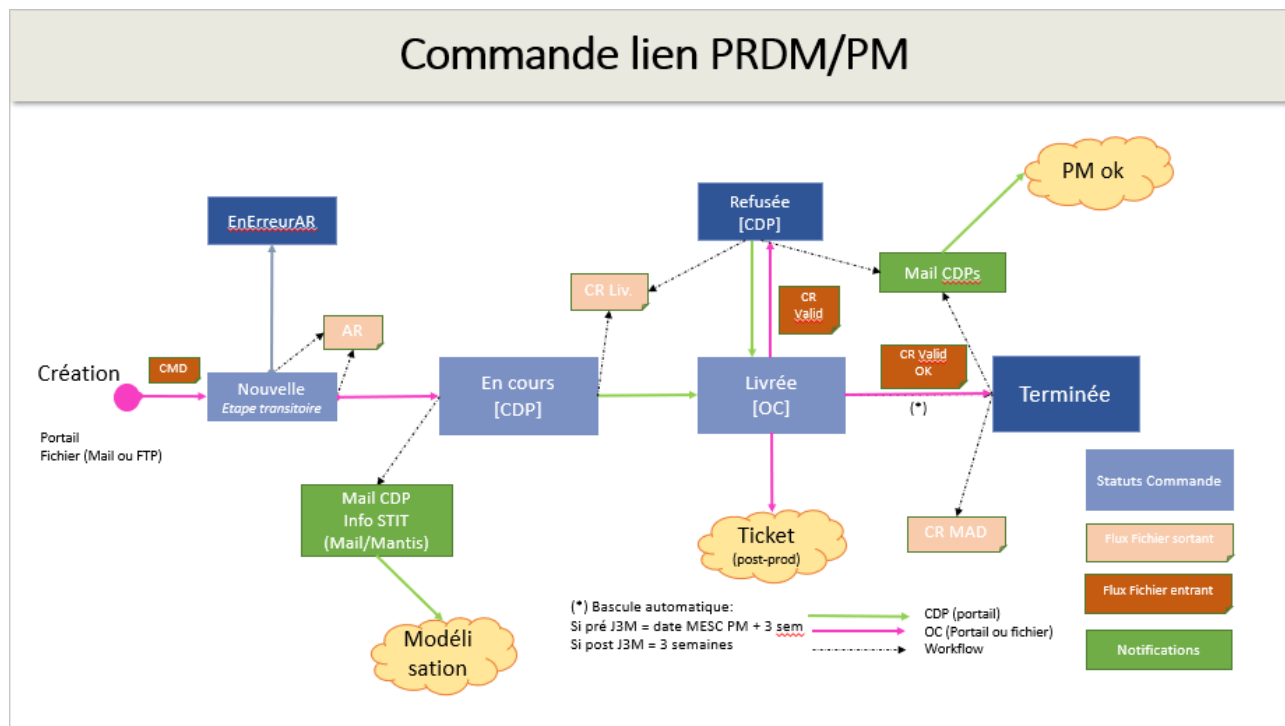 Commande lien PRDM/PM
PM ok
EnErreurAR
Refusée
[CDP]
Mail CDPs
CR Liv.
CR
Valid
AR
Création
CMD
Nouvelle
Etape transitoire
En cours
[CDP]
Livrée
[OC]
CR Valid
OK
(*)
Terminée
Portail
Fichier (Mail ou FTP)
Mail CDP
Info STIT
(Mail/Mantis)
Ticket
(post-prod)
CR MAD
Statuts Commande
Flux Fichier sortant
Flux Fichier entrant
Notifications
(*) Bascule automatique:
Si pré J3M = date MESC PM + 3 sem
Si post J3M = 3 semaines
CDP (portail)
OC (Portail ou fichier)
Workflow
Modéli
sation